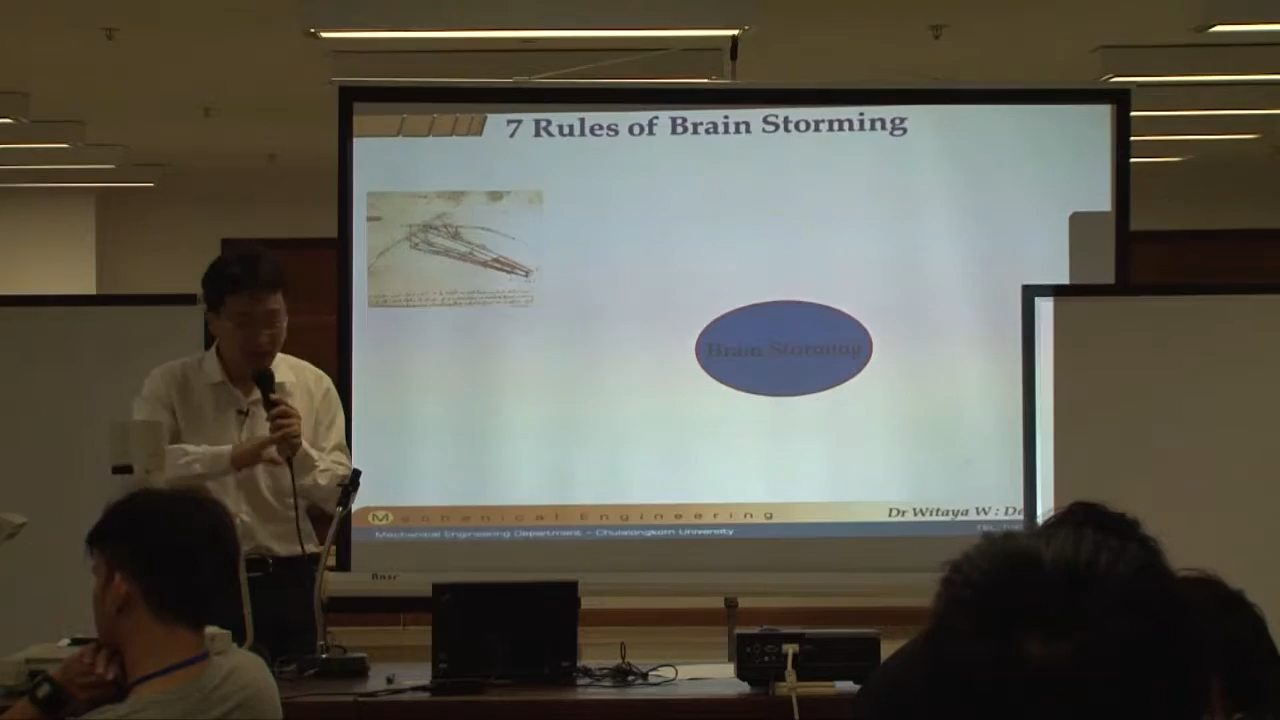 7 Rules of Brain Storming
Brain Storming
Mechanical Engineering
Dr Witaya W : De
Mechanical Engineering Department - Chulalongkorn University